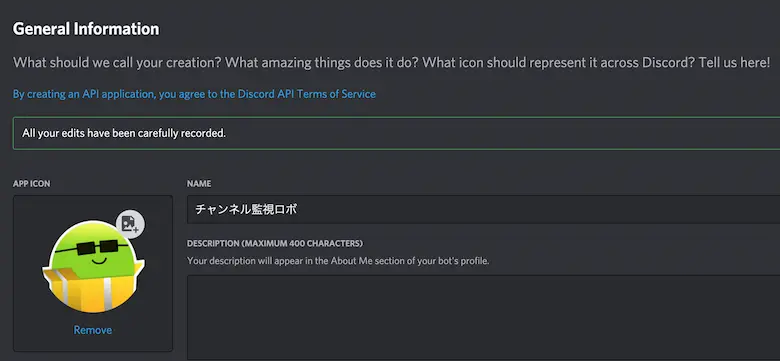 General Information
What should we call your creation? What amazing things does it do? What icon should represent it across Discord? Tell us here!
By creating an API application, you agree to the Discord API Terms of Service
All your edits have been carefully recorded.
APP ICON
NAME
チャンネル監視ロボ
DESCRIPTION (MAXIMUM 400 CHARACTERS)
Your description will appear in the About Me section of your bot's profile.
Remove